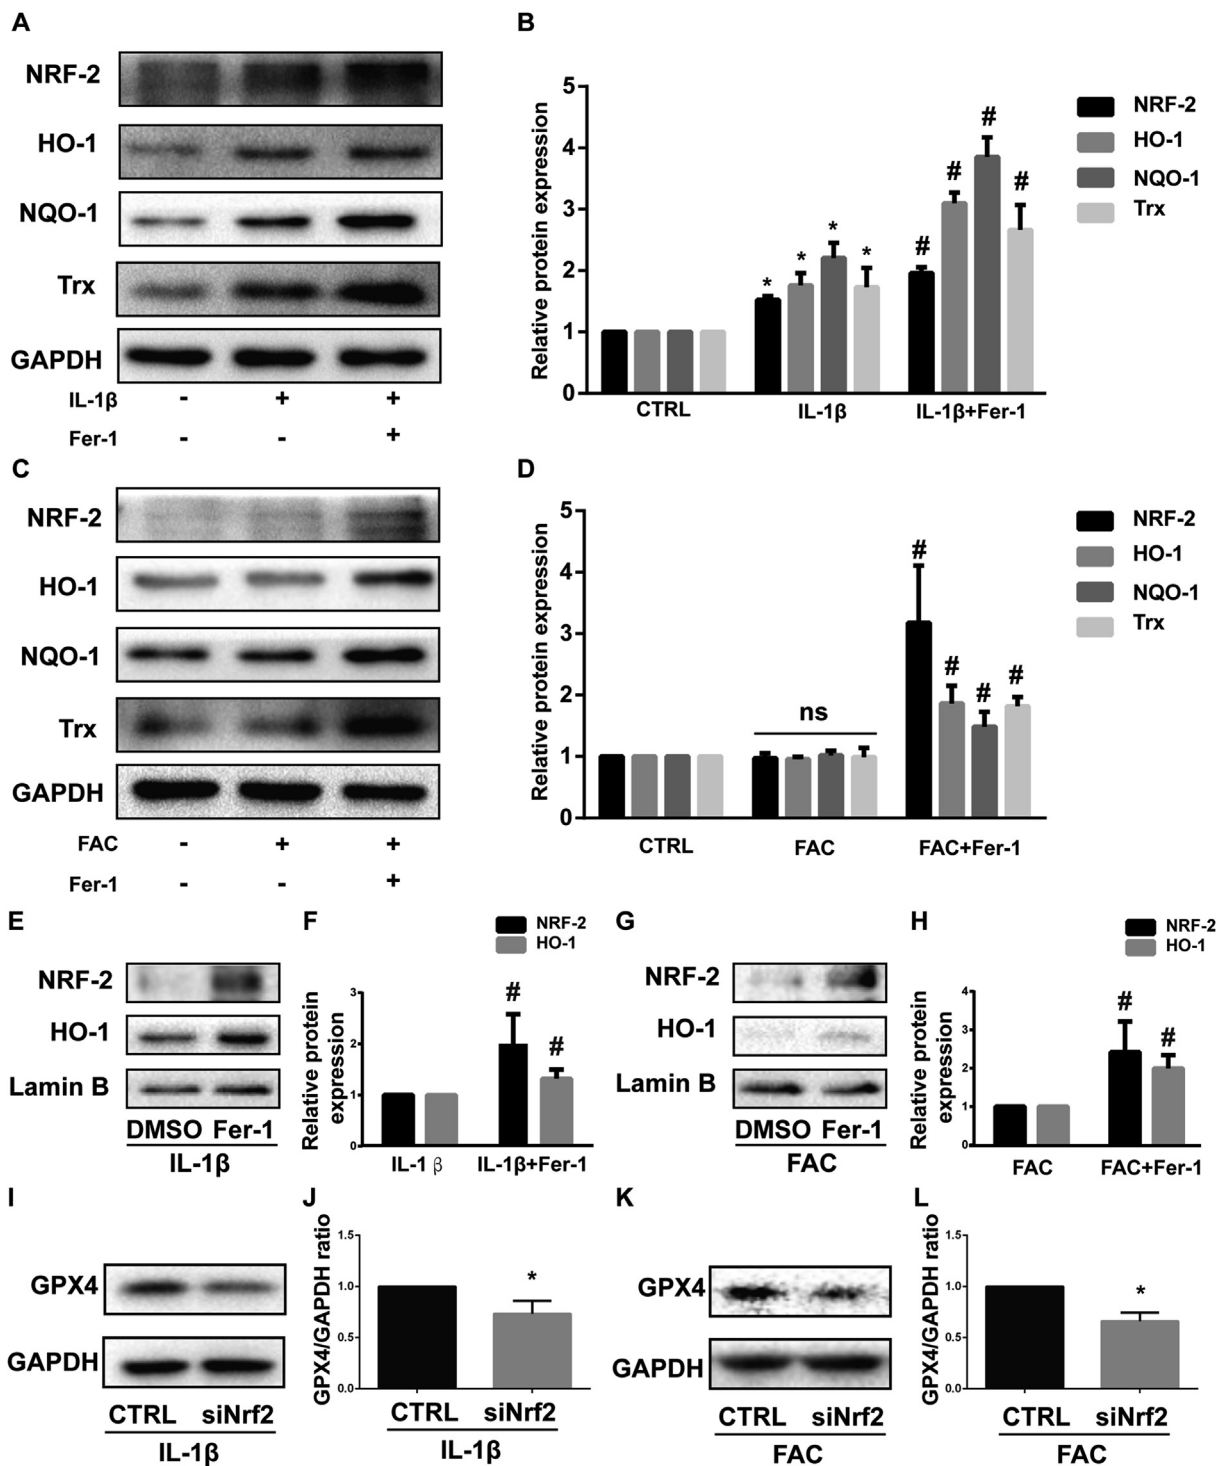 A
NRF-2
HO-1
NQO-1
Trx
GAPDH
IL-1β - + +
Fer-1 - - +
B
Relative protein expression
5
4
3
2
1
0
* * * *
# # # #
CTRL IL-1β IL-1β+Fer-1
NRF-2
HO-1
NQO-1
Trx
C
NRF-2
HO-1
NQO-1
Trx
GAPDH
FAC - + +
Fer-1 - - +
D
Relative protein expression
5
4
3
2
1
0
ns
# # # #
CTRL FAC FAC+Fer-1
NRF-2
HO-1
NQO-1
Trx
E
NRF-2
HO-1
Lamin B
DMSO Fer-1
IL-1β
F
NRF-2
HO-1
Relative protein
expression
3
2
1
0
# #
IL-1 β IL-1β+Fer-1
G
NRF-2
HO-1
Lamin B
DMSO Fer-1
FAC
H
NRF-2
HO-1
Relative protein
expression
4
3
2
1
0
# #
FAC FAC+Fer-1
I
GPX4
GAPDH
CTRL siNrf2
IL-1β
J
GPX4/GAPDH ratio
1.5
1.0
0.5
0.0
*
CTRL siNrf2
IL-1β
K
GPX4
GAPDH
CTRL siNrf2
FAC
L
GPX4/GAPDH ratio
1.5
1.0
0.5
0.0
*
CTRL siNrf2
FAC